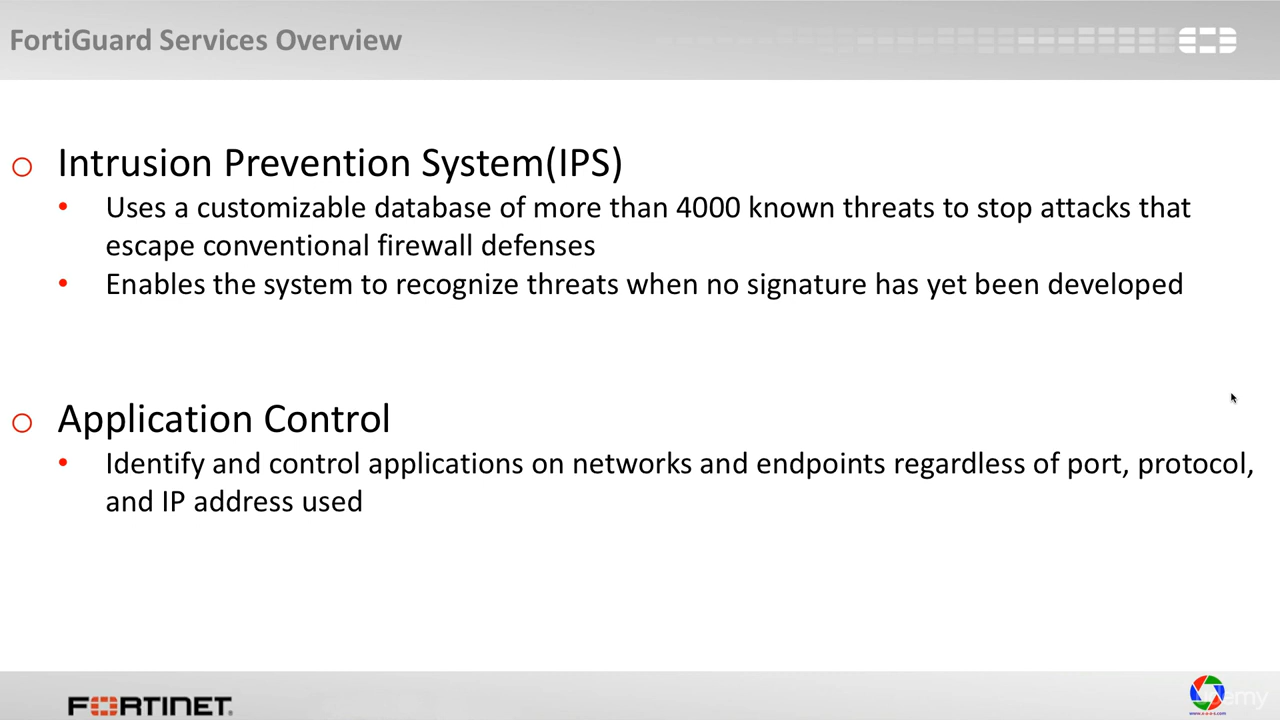 FortiGuard Services Overview
Intrusion Prevention System(IPS)
Uses a customizable database of more than 4000 known threats to stop attacks that
escape conventional firewall defenses
Enables the system to recognize threats when no signature has yet been developed
Application Control
Identify and control applications on networks and endpoints regardless of port, protocol,
and IP address used
FORTINET